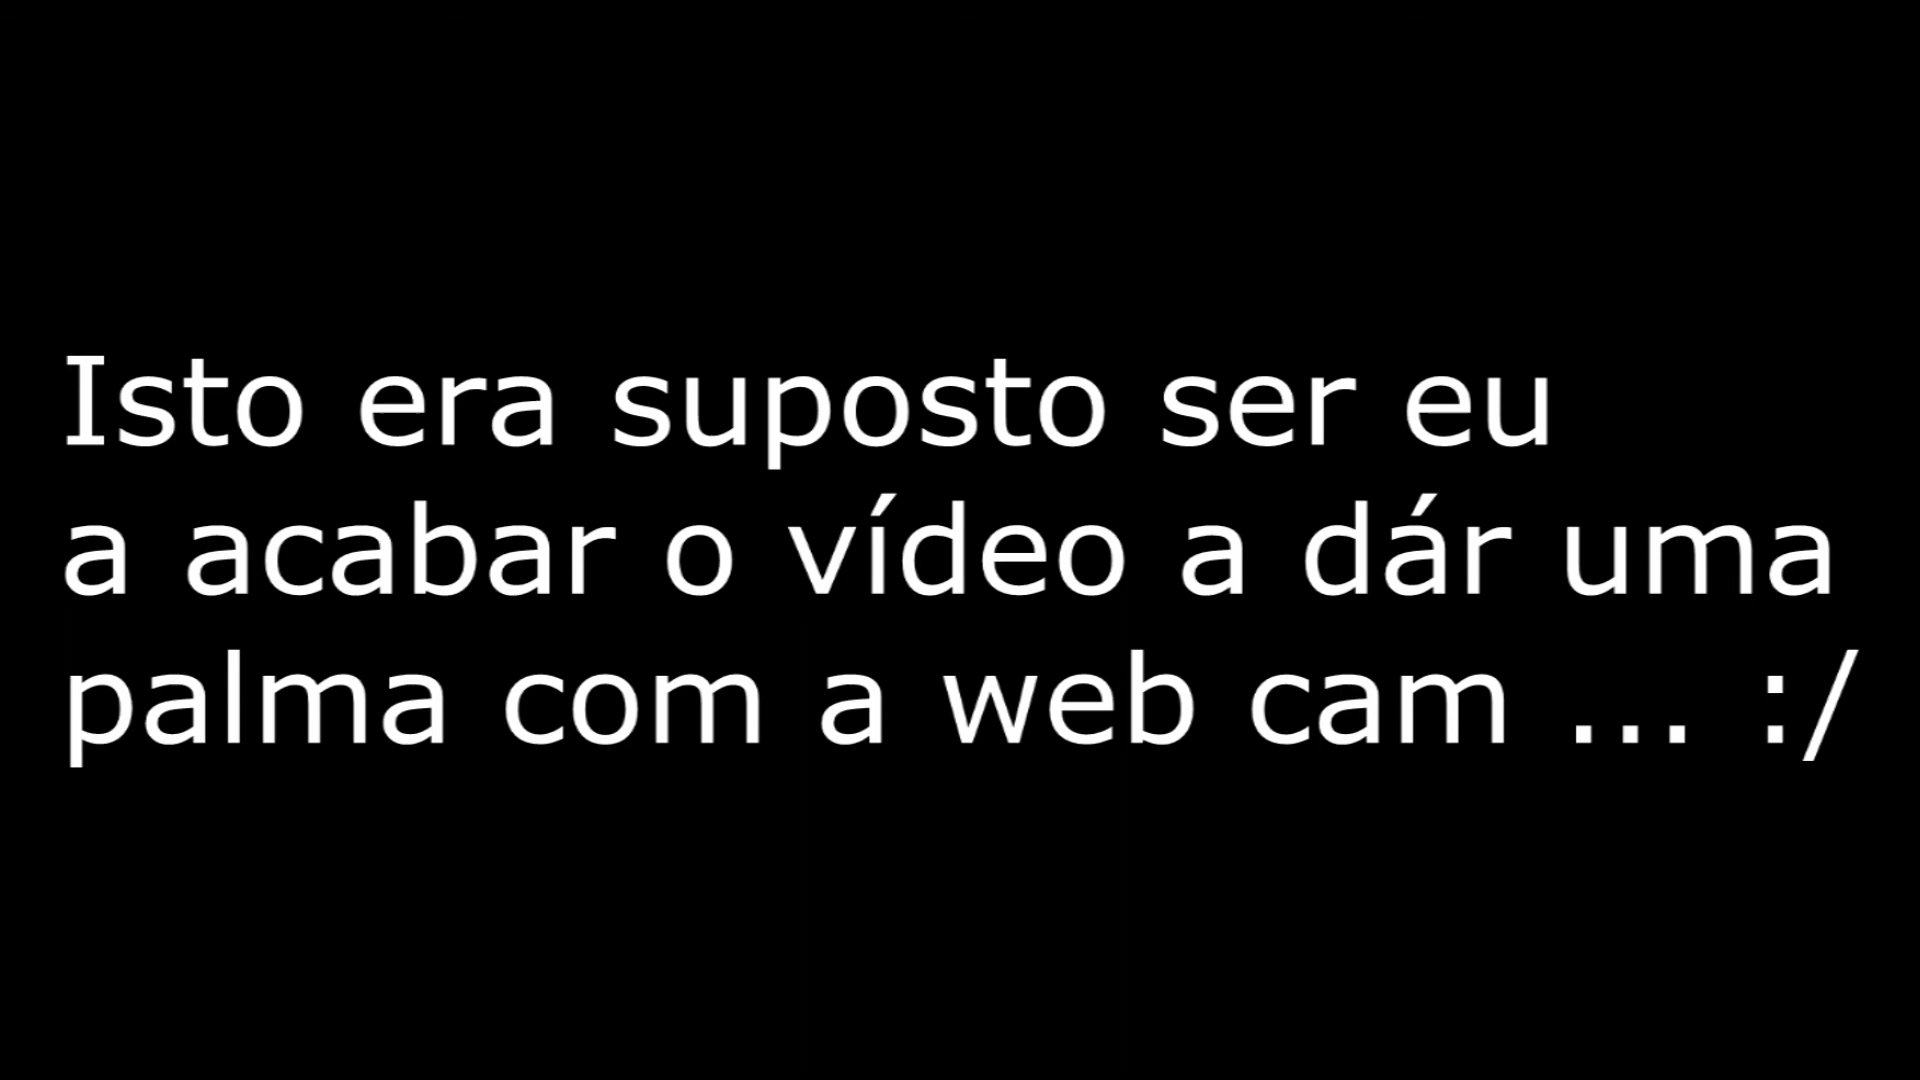 Isto era suposto ser eu
a acabar o vídeo a dár uma
palma com a web cam ... :/